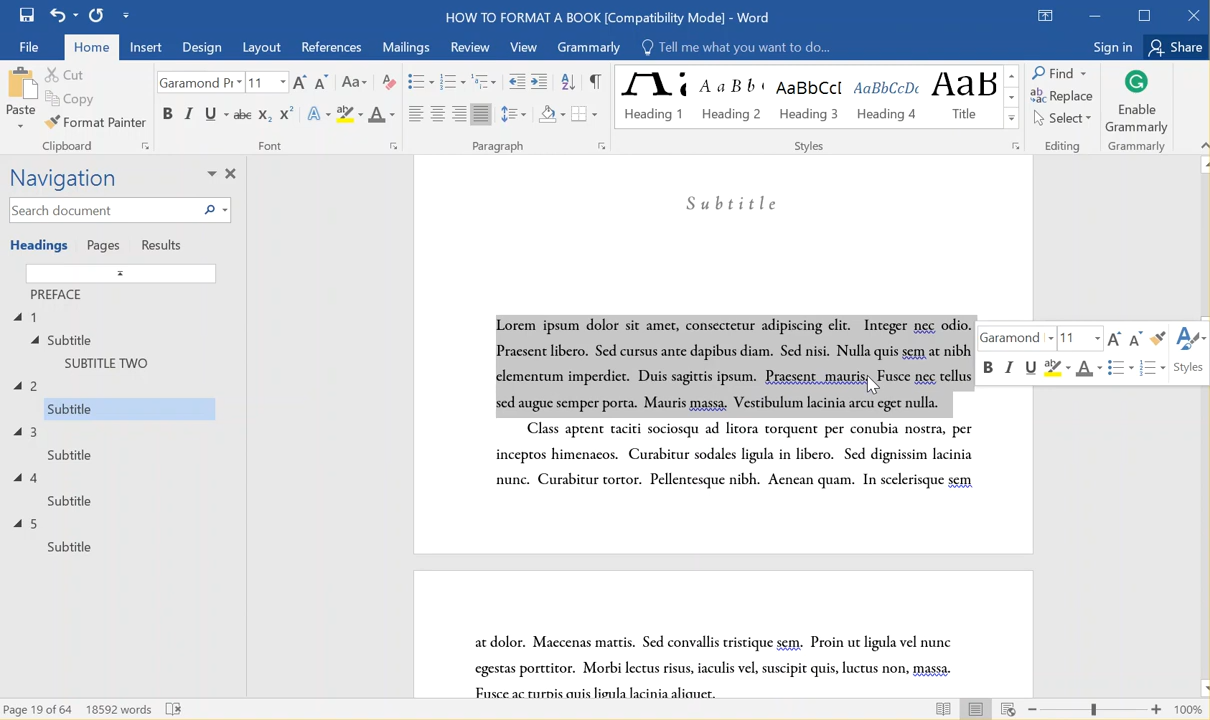 HOW TO FORMAT A BOOK [Compatibility Mode] - Word
File Home Insert Design Layout References Mailings Review View Grammarly Tell me what you want to do... Sign in Share
Paste
Cut
Copy
Format Painter
Clipboard
Garamond Pr 11
Font
Paragraph
AaBbCcI AaBbCcDc AaB
Heading 1 Heading 2 Heading 3 Heading 4 Title
Styles
Find
Replace
Select
Editing
Enable
Grammarly
Grammarly
Navigation
Search document
Headings Pages Results
PREFACE
1
Subtitle
SUBTITLE TWO
2
Subtitle
3
Subtitle
4
Subtitle
5
Subtitle
Subtitle
Lorem ipsum dolor sit amet, consectetur adipiscing elit. Integer nec odio.
Praesent libero. Sed cursus ante dapibus diam. Sed nisi. Nulla quis sem at nibh
elementum imperdiet. Duis sagittis ipsum. Praesent mauris. Fusce nec tellus
sed augue semper porta. Mauris massa. Vestibulum lacinia arcu eget nulla.
Class aptent taciti sociosqu ad litora torquent per conubia nostra, per
inceptos himenaeos. Curabitur sodales ligula in libero. Sed dignissim lacinia
nunc. Curabitur tortor. Pellentesque nibh. Aenean quam. In scelerisque sem
Garamond 11
B I U
Styles
at dolor. Maecenas mattis. Sed convallis tristique sem. Proin ut ligula vel nunc
egestas porttitor. Morbi lectus risus, iaculis vel, suscipit quis, luctus non, massa.
Fusce ac turpis quis ligula lacinia aliquet.
Page 19 of 64 18592 words
100%